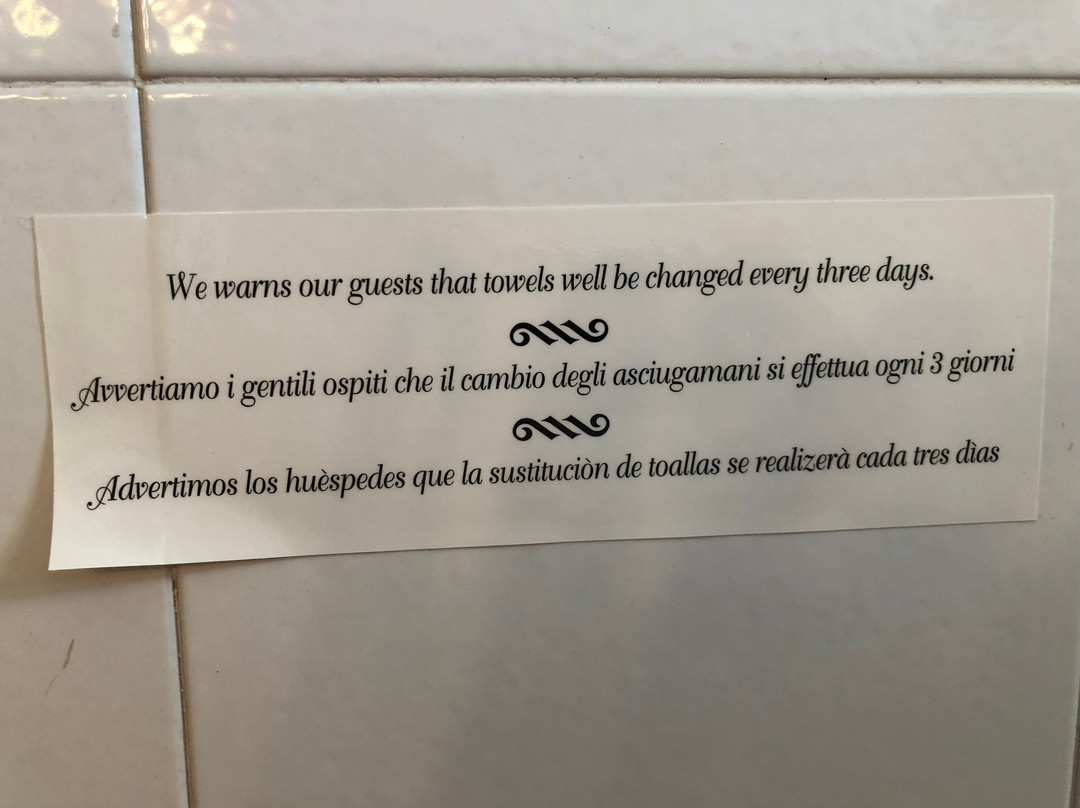 We warns our guests that towels well be changed every three days.
Avvertiamo i gentili ospiti che il cambio degli asciugamani si effettua ogni 3 giorni
Advertimos los huèspedes que la sustituciòn de toallas se realizerà cada tres dìas